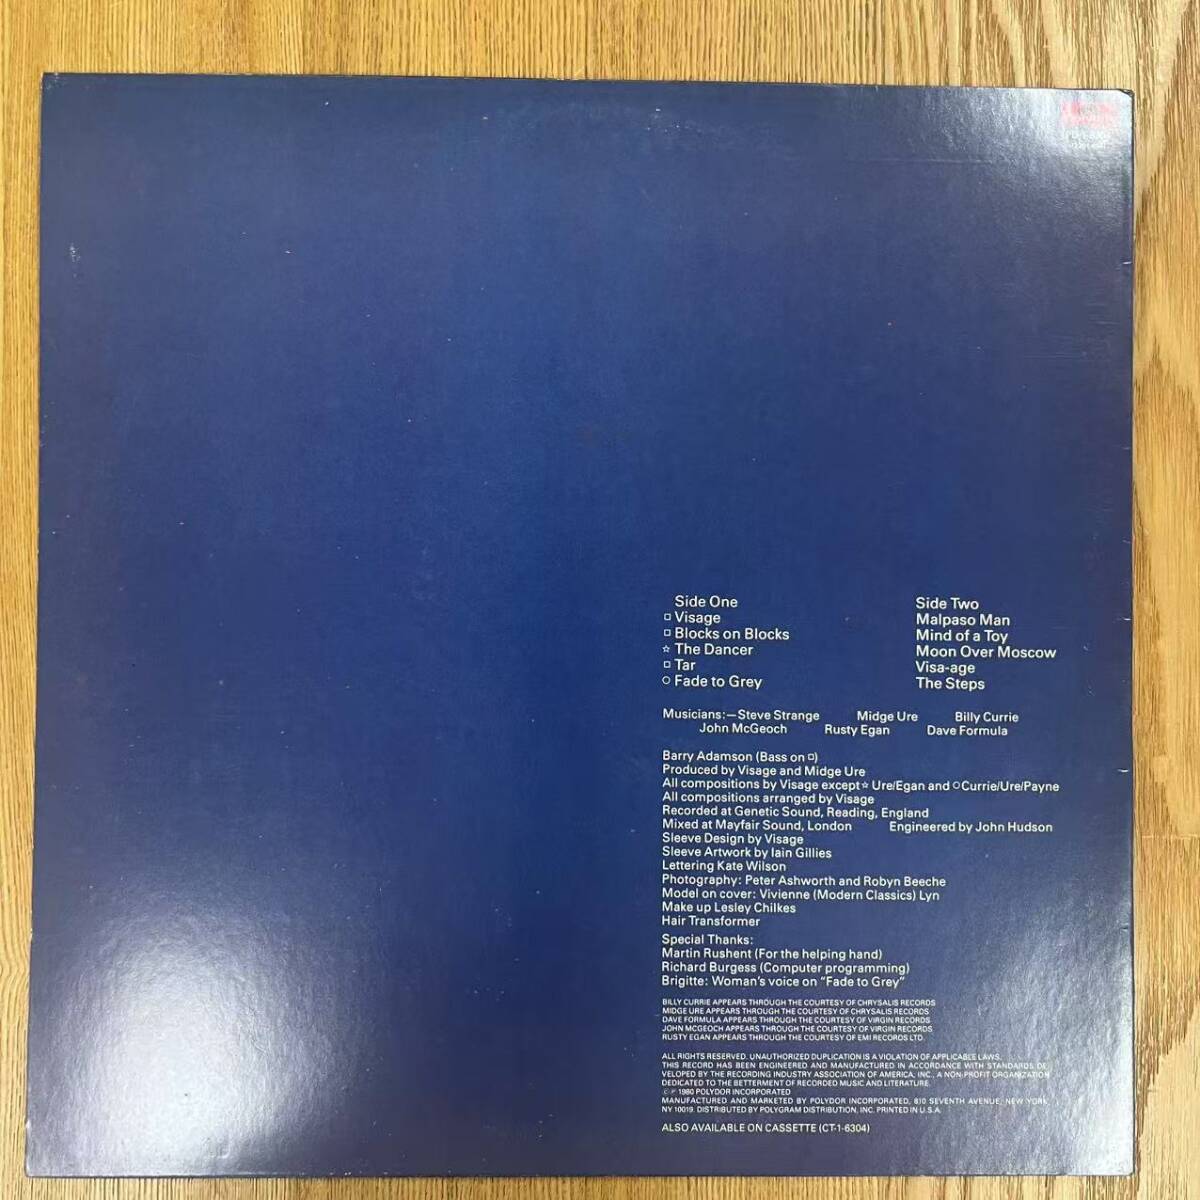 Side One
□ Visage
□ Blocks on Blocks
☆ The Dancer
□ Tar
○ Fade to Grey
Side Two
Malpaso Man
Mind of a Toy
Moon Over Moscow
Visa-age
The Steps
Musicians:—Steve Strange Midge Ure Billy Currie
John McGeoch Rusty Egan Dave Formula
Barry Adamson (Bass on □)
Produced by Visage and Midge Ure
All compositions by Visage except☆ Ure/Egan and ○Currie/Ure/Payne
All compositions arranged by Visage
Recorded at Genetic Sound, Reading, England
Mixed at Mayfair Sound, London Engineered by John Hudson
Sleeve Design by Visage
Sleeve Artwork by Iain Gillies
Lettering Kate Wilson
Photography: Peter Ashworth and Robyn Beeche
Model on cover: Vivienne (Modern Classics) Lyn
Make up Lesley Chilkes
Hair Transformer
Special Thanks:
Martin Rushent (For the helping hand)
Richard Burgess (Computer programming)
Brigitte: Woman's voice on "Fade to Grey"
BILLY CURRIE APPEARS THROUGH THE COURTESY OF CHRYSALIS RECORDS
MIDGE URE APPEARS THROUGH THE COURTESY OF CHRYSALIS RECORDS
DAVE FORMULA APPEARS THROUGH THE COURTESY OF VIRGIN RECORDS
JOHN McGEOCH APPEARS THROUGH THE COURTESY OF VIRGIN RECORDS
RUSTY EGAN APPEARS THROUGH THE COURTESY OF EMI RECORDS LTD.
ALL RIGHTS RESERVED. UNAUTHORIZED DUPLICATION IS A VIOLATION OF APPLICABLE LAWS.
THIS RECORD HAS BEEN ENGINEERED AND MANUFACTURED IN ACCORDANCE WITH STANDARDS DE-
VELOPED BY THE RECORDING INDUSTRY ASSOCIATION OF AMERICA, INC., A NON-PROFIT ORGANIZATION
DEDICATED TO THE BETTERMENT OF RECORDED MUSIC AND LITERATURE.
©℗ 1980 POLYDOR INCORPORATED
MANUFACTURED AND MARKETED BY POLYDOR INCORPORATED, 810 SEVENTH AVENUE, NEW YORK,
NY 10019. DISTRIBUTED BY POLYGRAM DISTRIBUTION, INC. PRINTED IN U.S.A.
ALSO AVAILABLE ON CASSETTE (CT-1-6304)